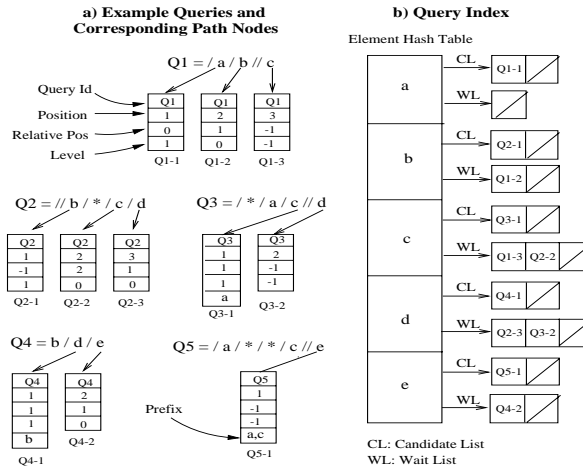 a) Example Queries and
Corresponding Path Nodes
Q1 = / a / b // c
Query Id
Position
Relative Pos
Level
Q1
1
0
1
Q1-1
Q1
2
1
0
Q1-2
Q1
3
-1
-1
Q1-3
Q2 = // b / * / c / d
Q2
1
-1
1
Q2-1
Q2
2
2
0
Q2-2
Q2
3
1
0
Q2-3
Q3 = / * / a / c // d
Q3
1
1
1
a
Q3-1
Q3
2
-1
-1
Q3-2
Q4 = b / d / e
Q4
1
1
1
b
Q4-1
Q4
2
1
0
Q4-2
Q5 = / a / * / * / c // e
Prefix
Q5
1
-1
-1
a,c
Q5-1
b) Query Index
Element Hash Table
a
CL
Q1-1
WL
b
CL
Q2-1
WL
Q1-2
c
CL
Q3-1
WL
Q1-3 Q2-2
d
CL
Q4-1
WL
Q2-3 Q3-2
e
CL
Q5-1
WL
Q4-2
CL: Candidate List
WL: Wait List